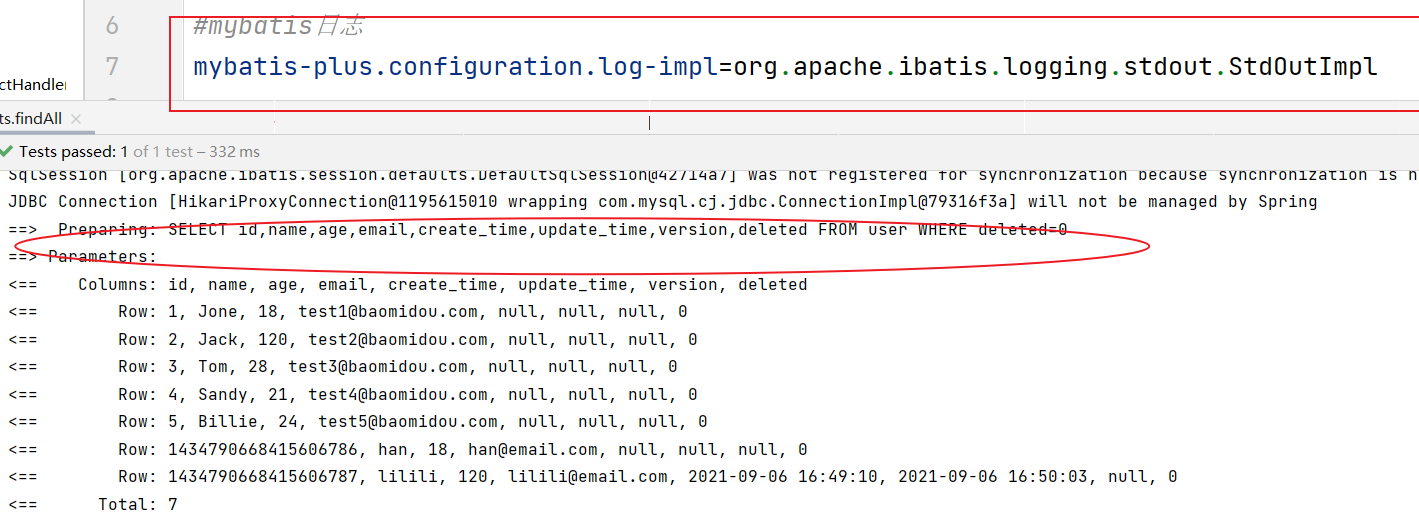 6 #mybatis日志
7 mybatis-plus.configuration.log-impl=org.apache.ibatis.logging.stdout.StdOutImpl
ctHandler
ts.findAll ×
Tests passed: 1 of 1 test – 332 ms
SqlSession [org.apache.ibatis.session.defaults.DefaultSqlSession@42714a7] was not registered for synchronization because synchronization is n
JDBC Connection [HikariProxyConnection@1195615010 wrapping com.mysql.cj.jdbc.ConnectionImpl@79316f3a] will not be managed by Spring
==>  Preparing: SELECT id,name,age,email,create_time,update_time,version,deleted FROM user WHERE deleted=0
==> Parameters:
<==    Columns: id, name, age, email, create_time, update_time, version, deleted
<==        Row: 1, Jone, 18, test1@baomidou.com, null, null, null, 0
<==        Row: 2, Jack, 120, test2@baomidou.com, null, null, null, 0
<==        Row: 3, Tom, 28, test3@baomidou.com, null, null, null, 0
<==        Row: 4, Sandy, 21, test4@baomidou.com, null, null, null, 0
<==        Row: 5, Billie, 24, test5@baomidou.com, null, null, null, 0
<==        Row: 1434790668415606786, han, 18, han@email.com, null, null, null, 0
<==        Row: 1434790668415606787, lilili, 120, lilili@email.com, 2021-09-06 16:49:10, 2021-09-06 16:50:03, null, 0
<==      Total: 7